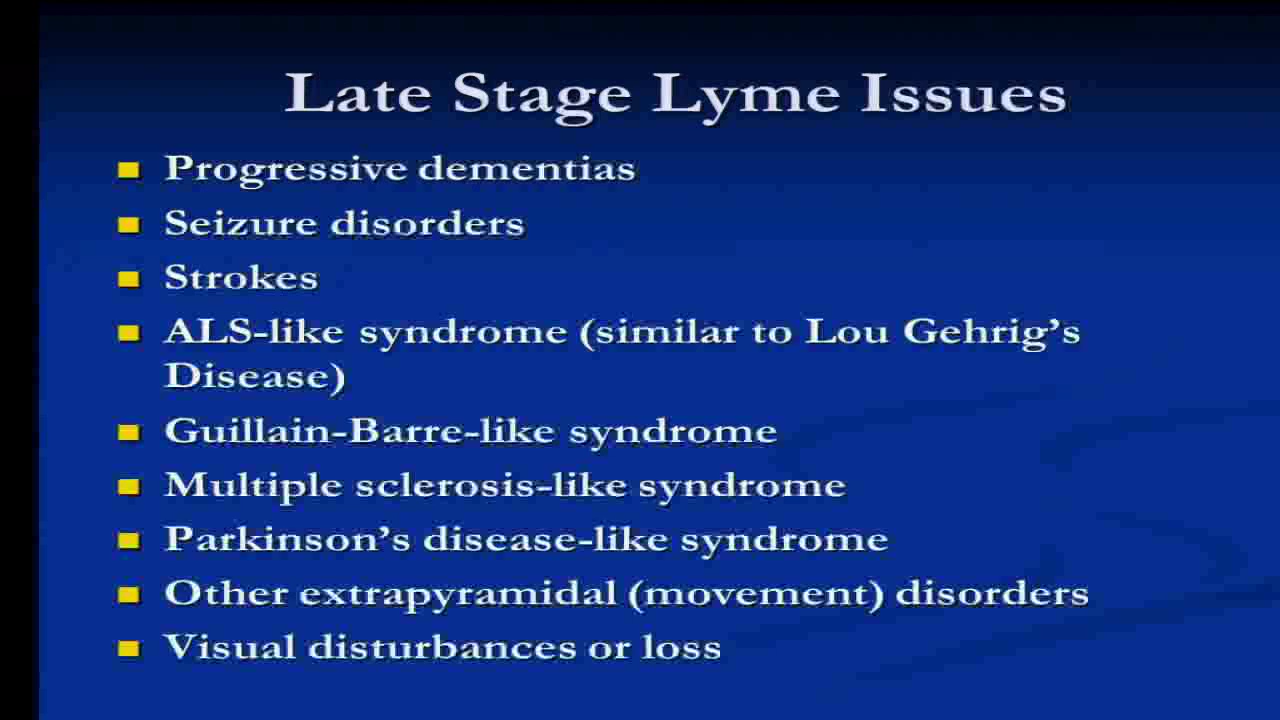 Late Stage Lyme Issues
Progressive dementias
Seizure disorders
Strokes
ALS-like syndrome (similar to Lou Gehrig's
Disease)
Guillain-Barre-like syndrome
Multiple sclerosis-like syndrome
Parkinson's disease-like syndrome
Other extrapyramidal (movement) disorders
Visual disturbances or loss